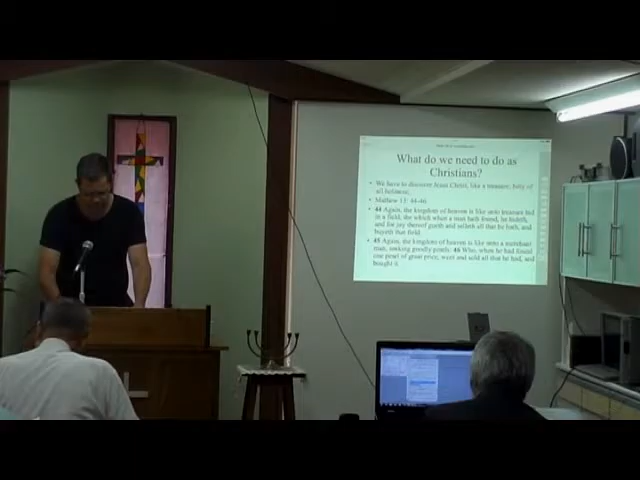 What do we need to do as
Christians?
• We have to discover Jesus Christ, like a treasure, holy of
all holiness;
• Mathew 13: 44-46
• 44 Again, the kingdom of heaven is like unto treasure hid
in a field; the which when a man hath found, he hideth,
and for joy thereof goeth and selleth all that he hath, and
buyeth that field.
• 45 Again, the kingdom of heaven is like unto a merchant
man, seeking goodly pearls: 46 Who, when he had found
one pearl of great price, went and sold all that he had, and
bought it.